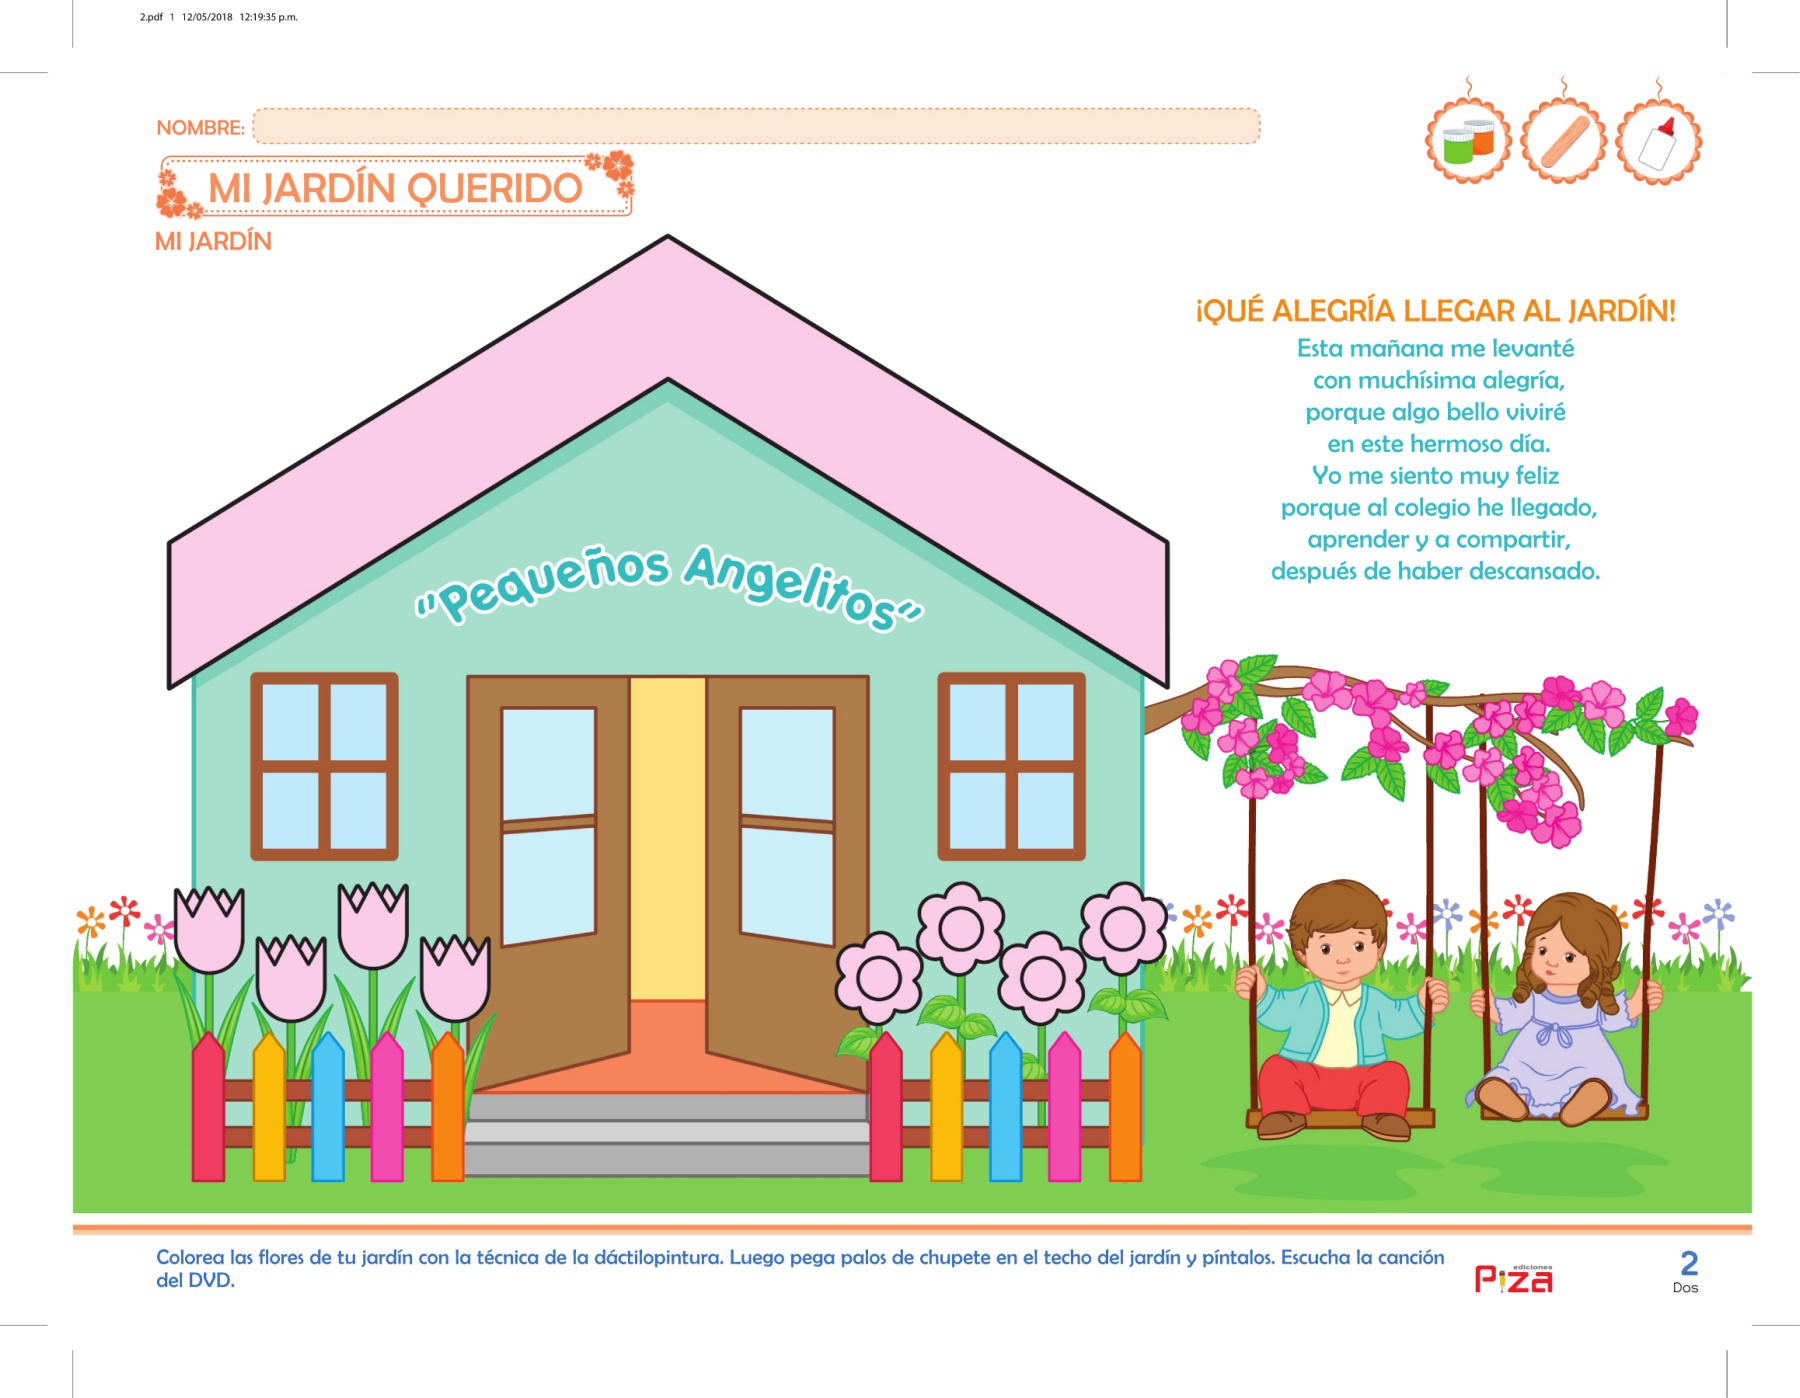 2.pdf 1 12/05/2018 12:19:35 p.m.
NOMBRE:
MI JARDÍN QUERIDO
MI JARDÍN
¡QUÉ ALEGRÍA LLEGAR AL JARDÍN!
Esta mañana me levanté
con muchísima alegría,
porque algo bello viviré
en este hermoso día.
Yo me siento muy feliz
porque al colegio he llegado,
aprender y a compartir,
después de haber descansado.
"Pequeños Angelitos"
Colorea las flores de tu jardín con la técnica de la dáctilopintura. Luego pega palos de chupete en el techo del jardín y píntalos. Escucha la canción
del DVD.
ediciones
Piza
2
Dos